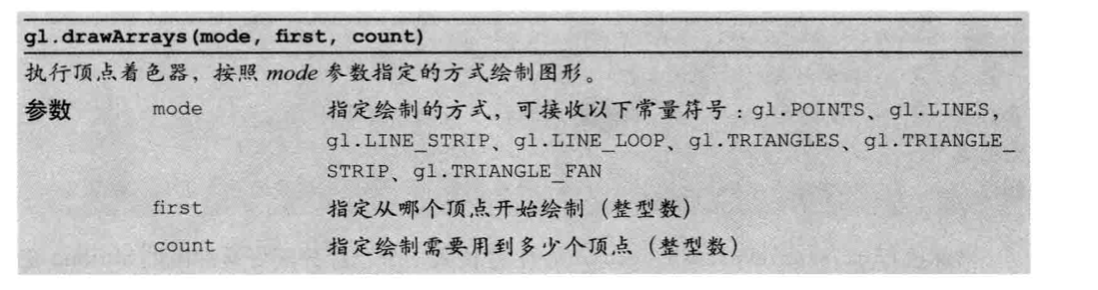 gl.drawArrays(mode, first, count)
执行顶点着色器，按照 mode 参数指定的方式绘制图形。
参数 mode 指定绘制的方式，可接收以下常量符号：gl.POINTS、gl.LINES，
gl.LINE_STRIP、gl.LINE_LOOP、gl.TRIANGLES、gl.TRIANGLE_
STRIP、gl.TRIANGLE_FAN
first 指定从哪个顶点开始绘制（整型数）
count 指定绘制需要用到多少个顶点（整型数）